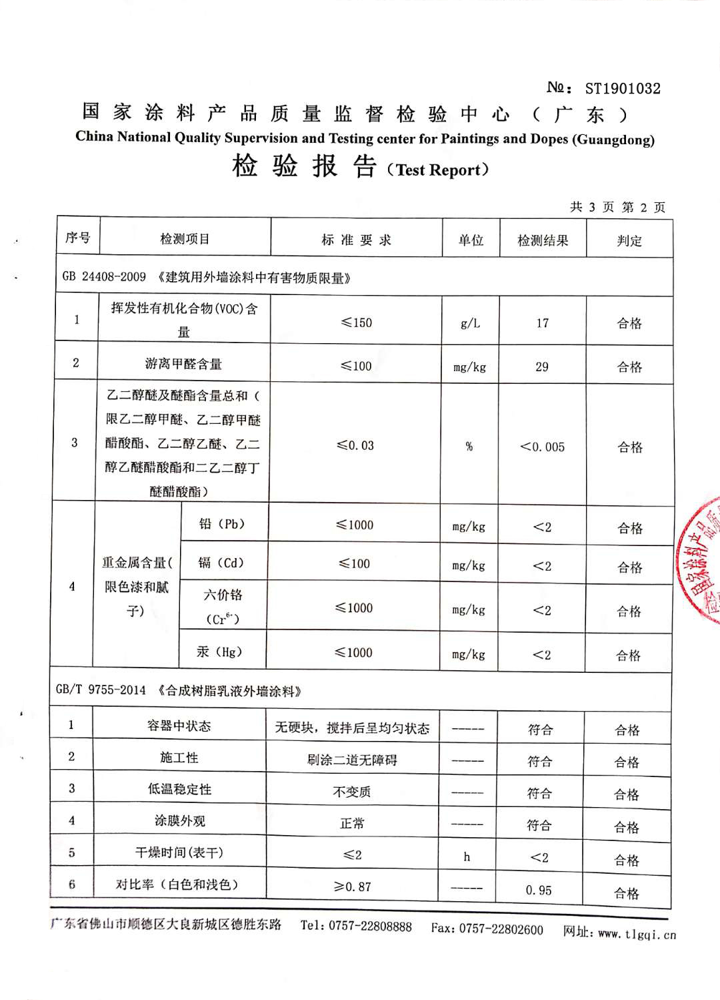 №: ST1901032
国家涂料产品质量监督检验中心（广东）
China National Quality Supervision and Testing center for Paintings and Dopes (Guangdong)
检验报告（Test Report）
共 3 页 第 2 页
序号 检测项目 标准要求 单位 检测结果 判定
GB 24408-2009 《建筑用外墙涂料中有害物质限量》
1 挥发性有机化合物(VOC)含 ≤150 g/L 17 合格
量
2 游离甲醛含量 ≤100 mg/kg 29 合格
乙二醇醚及醚酯含量总和（
限乙二醇甲醚、乙二醇甲醚
3 醋酸酯、乙二醇乙醚、乙二 ≤0.03 % <0.005 合格
醇乙醚醋酸酯和二乙二醇丁
醚醋酸酯）
4 重金属含量(
限色漆和腻
子)
铅（Pb） ≤1000 mg/kg <2 合格
镉（Cd） ≤100 mg/kg <2 合格
六价铬
（Cr⁶⁺） ≤1000 mg/kg <2 合格
汞（Hg） ≤1000 mg/kg <2 合格
GB/T 9755-2014 《合成树脂乳液外墙涂料》
1 容器中状态 无硬块，搅拌后呈均匀状态 ----- 符合 合格
2 施工性 刷涂二道无障碍 ----- 符合 合格
3 低温稳定性 不变质 ----- 符合 合格
4 涂膜外观 正常 ----- 符合 合格
5 干燥时间(表干) ≤2 h <2 合格
6 对比率（白色和浅色） ≥0.87 ----- 0.95 合格
广东省佛山市顺德区大良新城区德胜东路 Tel: 0757-22808888 Fax: 0757-22802600 网址: www.tlgqi.cn
国家涂料产品质
检